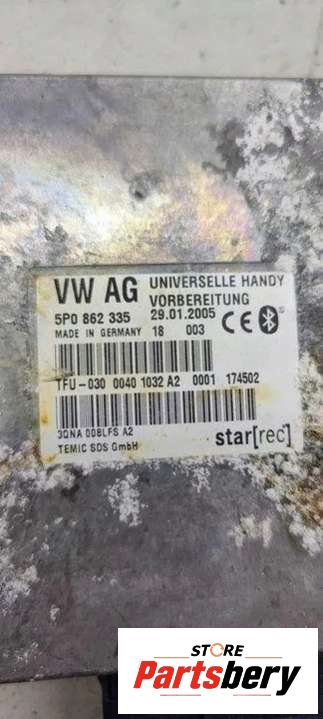 VW AG UNIVERSELLE HANDY
VORBEREITUNG
5P0 862 335 29.01.2005
MADE IN GERMANY 18 003 CE
TFU-030 0040 1032 A2 0001 174502
3QNA 008LFS A2
TEMIC SDS GmbH star[rec]
STORE
Partsbery